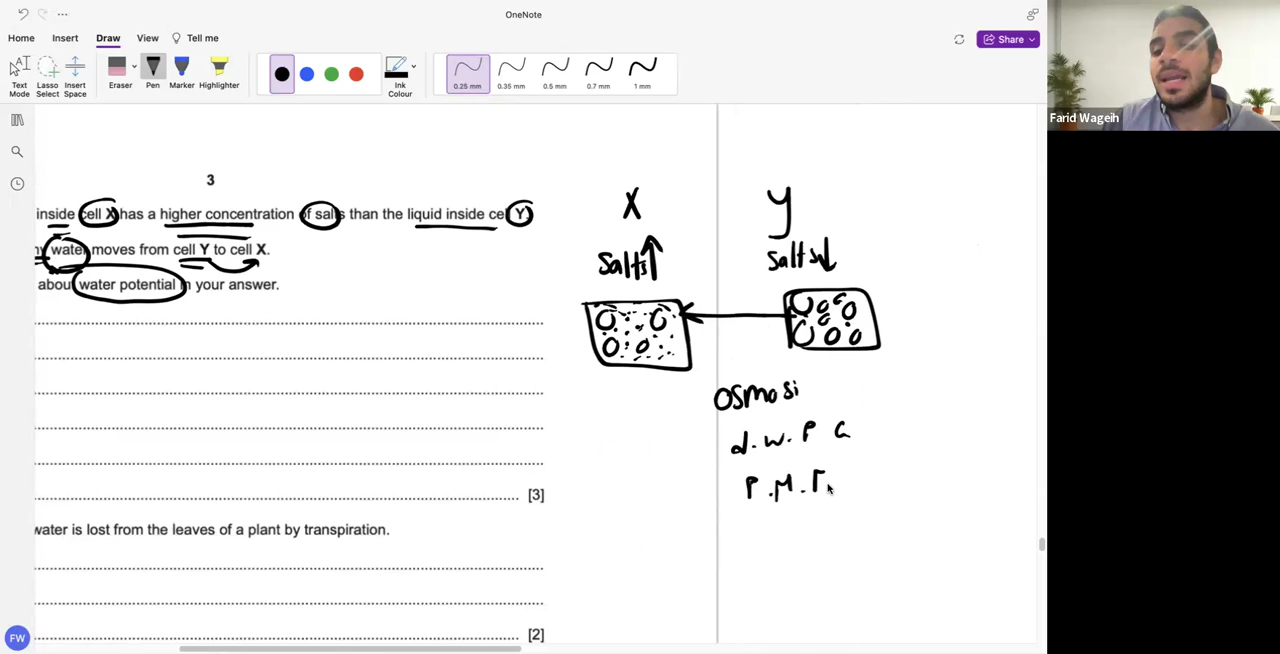 OneNote
Home Insert Draw View Tell me
Share
Text Mode Lasso Select Insert Space Eraser Pen Marker Highlighter Ink Colour 0.25 mm 0.35 mm 0.5 mm 0.7 mm 1 mm
Farid Wageih
3
inside cell X has a higher concentration of salts than the liquid inside cell Y.
hy water moves from cell Y to cell X.
about water potential in your answer.
[3]
water is lost from the leaves of a plant by transpiration.
[2]
X Y
Salts Salts
osmosi
d.w.P G
P.M.
FW